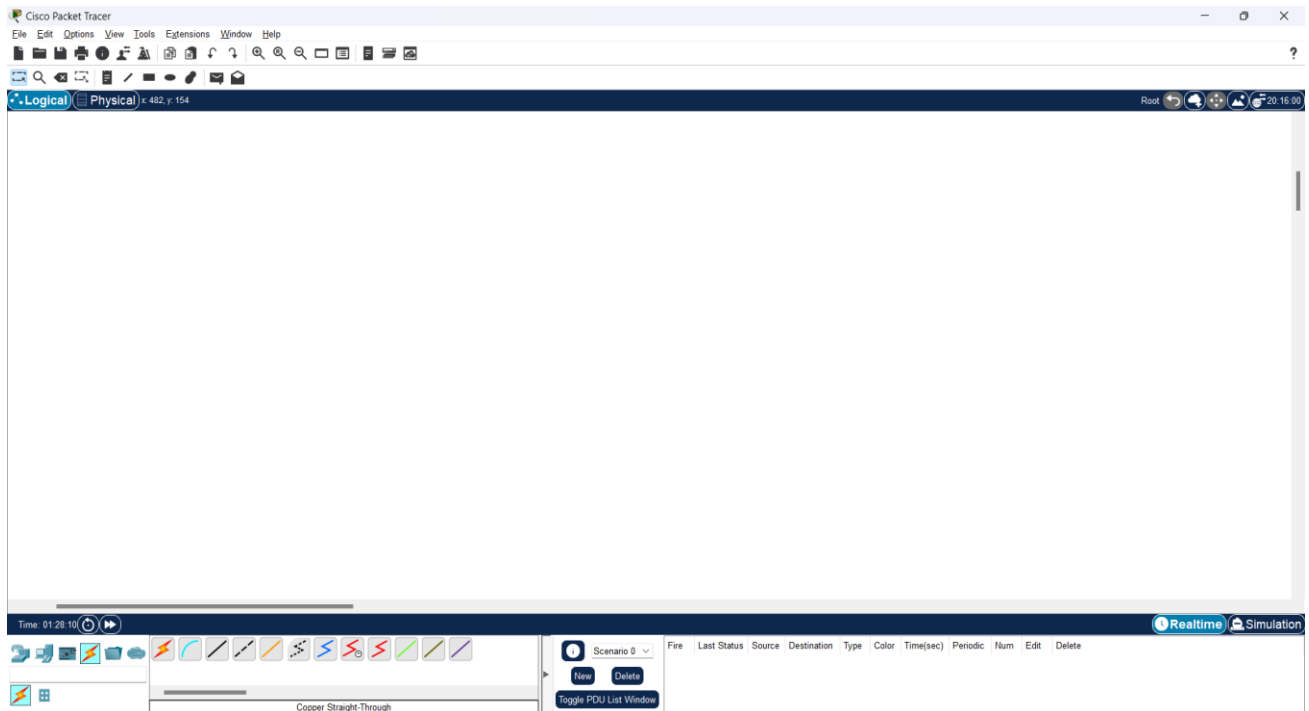 Cisco Packet Tracer
File Edit Options View Tools Extensions Window Help
?
Logical Physical x: 482, y: 154 Root 20:16:00
Time: 01:28:10 Realtime Simulation
Scenario 0 Fire Last Status Source Destination Type Color Time(sec) Periodic Num Edit Delete
New Delete
Toggle PDU List Window
Copper Straight-Through